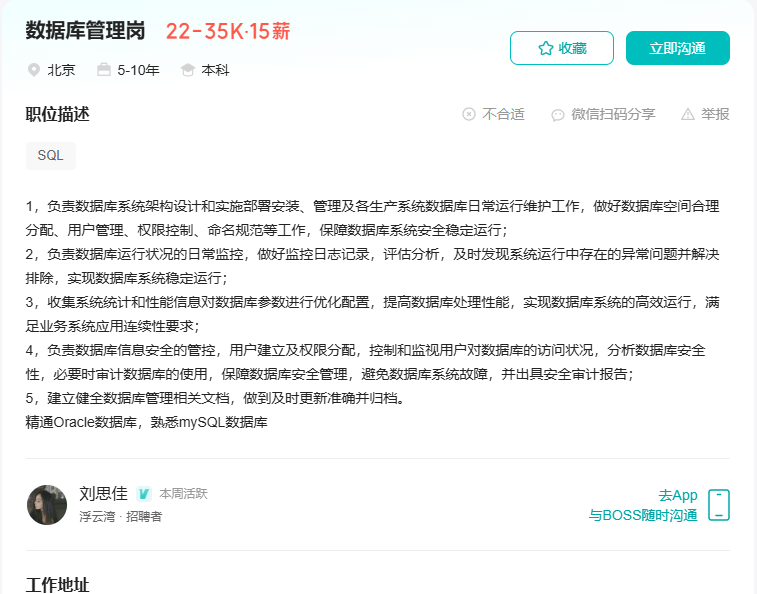 数据库管理岗 22-35K·15薪
收藏 立即沟通
北京 5-10年 本科
职位描述 不合适 微信扫码分享 举报
SQL
1，负责数据库系统架构设计和实施部署安装、管理及各生产系统数据库日常运行维护工作，做好数据库空间合理
分配、用户管理、权限控制、命名规范等工作，保障数据库系统安全稳定运行；
2，负责数据库运行状况的日常监控，做好监控日志记录，评估分析，及时发现系统运行中存在的异常问题并解决
排除，实现数据库系统稳定运行；
3，收集系统统计和性能信息对数据库参数进行优化配置，提高数据库处理性能，实现数据库系统的高效运行，满
足业务系统应用连续性要求；
4，负责数据库信息安全的管控，用户建立及权限分配，控制和监视用户对数据库的访问状况，分析数据库安全
性，必要时审计数据库的使用，保障数据库安全管理，避免数据库系统故障，并出具安全审计报告；
5，建立健全数据库管理相关文档，做到及时更新准确并归档。
精通Oracle数据库，熟悉mySQL数据库
刘思佳 本周活跃
浮云湾 · 招聘者
去App
与BOSS随时沟通
工作地址